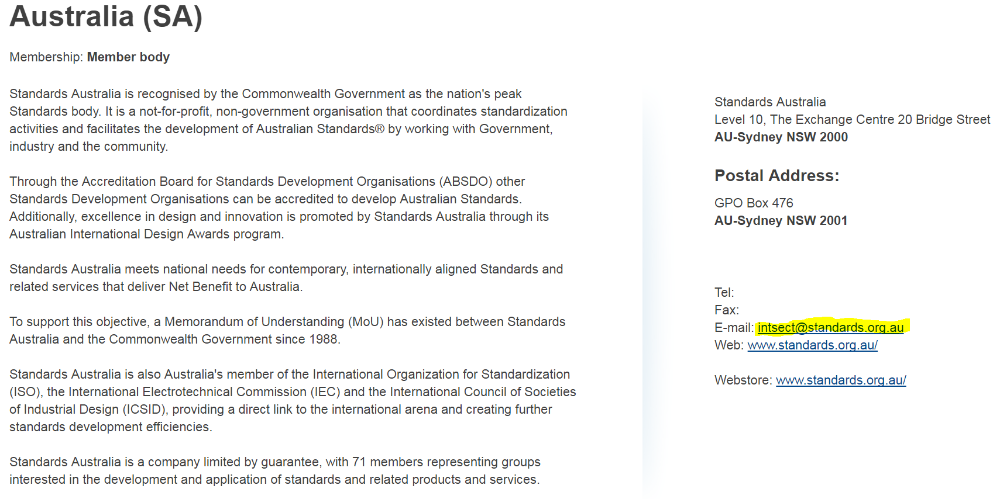 Australia (SA)
Membership: Member body
Standards Australia is recognised by the Commonwealth Government as the nation's peak
Standards body. It is a not-for-profit, non-government organisation that coordinates standardization
activities and facilitates the development of Australian Standards® by working with Government,
industry and the community.
Through the Accreditation Board for Standards Development Organisations (ABSDO) other
Standards Development Organisations can be accredited to develop Australian Standards.
Additionally, excellence in design and innovation is promoted by Standards Australia through its
Australian International Design Awards program.
Standards Australia meets national needs for contemporary, internationally aligned Standards and
related services that deliver Net Benefit to Australia.
To support this objective, a Memorandum of Understanding (MoU) has existed between Standards
Australia and the Commonwealth Government since 1988.
Standards Australia is also Australia's member of the International Organization for Standardization
(ISO), the International Electrotechnical Commission (IEC) and the International Council of Societies
of Industrial Design (ICSID), providing a direct link to the international arena and creating further
standards development efficiencies.
Standards Australia is a company limited by guarantee, with 71 members representing groups
interested in the development and application of standards and related products and services.
Standards Australia
Level 10, The Exchange Centre 20 Bridge Street
AU-Sydney NSW 2000
Postal Address:
GPO Box 476
AU-Sydney NSW 2001
Tel:
Fax:
E-mail: intsect@standards.org.au
Web: www.standards.org.au/
Webstore: www.standards.org.au/